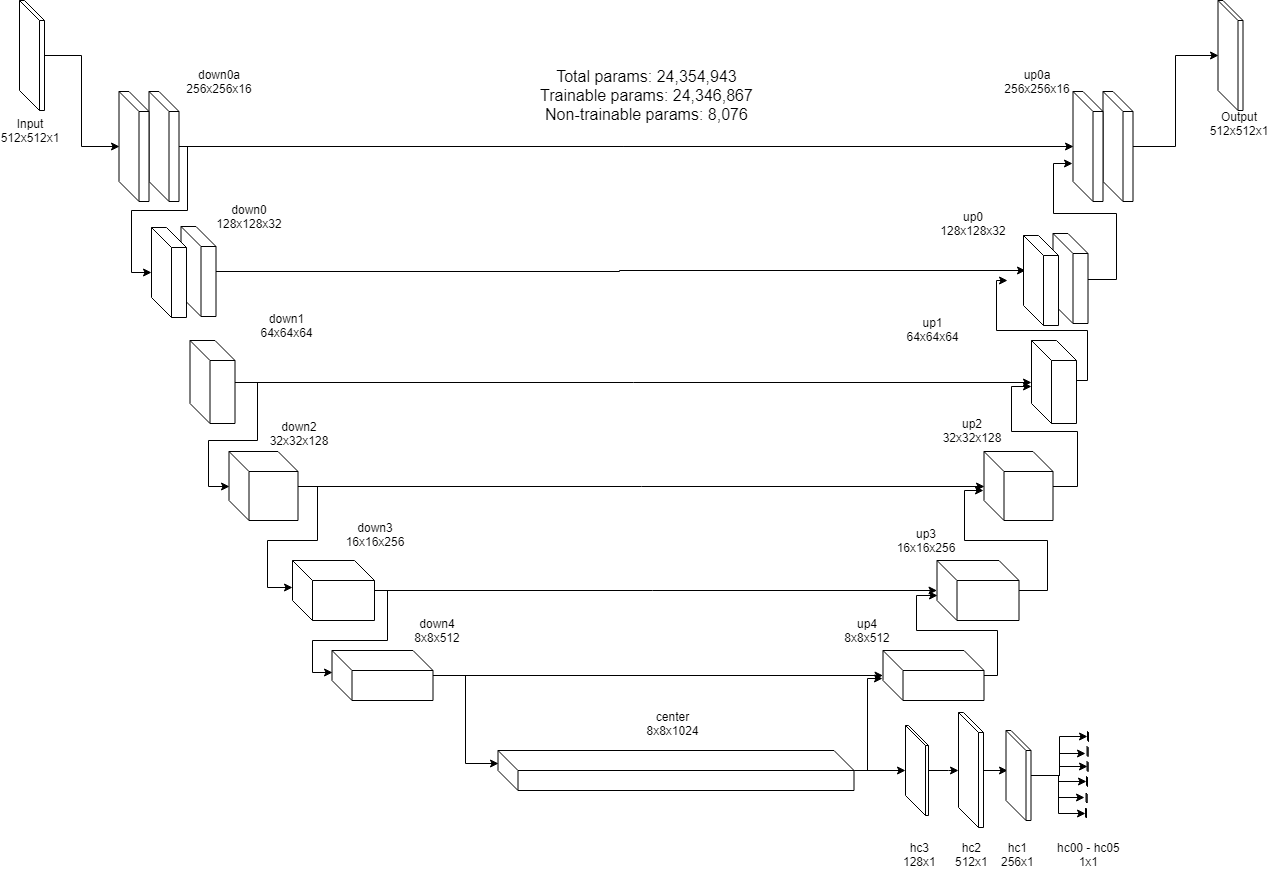 Input
512x512x1
down0a
256x256x16
Total params: 24,354,943
Trainable params: 24,346,867
Non-trainable params: 8,076
up0a
256x256x16
Output
512x512x1
down0
128x128x32
up0
128x128x32
down1
64x64x64
up1
64x64x64
down2
32x32x128
up2
32x32x128
down3
16x16x256
up3
16x16x256
down4
8x8x512
up4
8x8x512
center
8x8x1024
hc3
128x1
hc2
512x1
hc1
256x1
hc00 - hc05
1x1